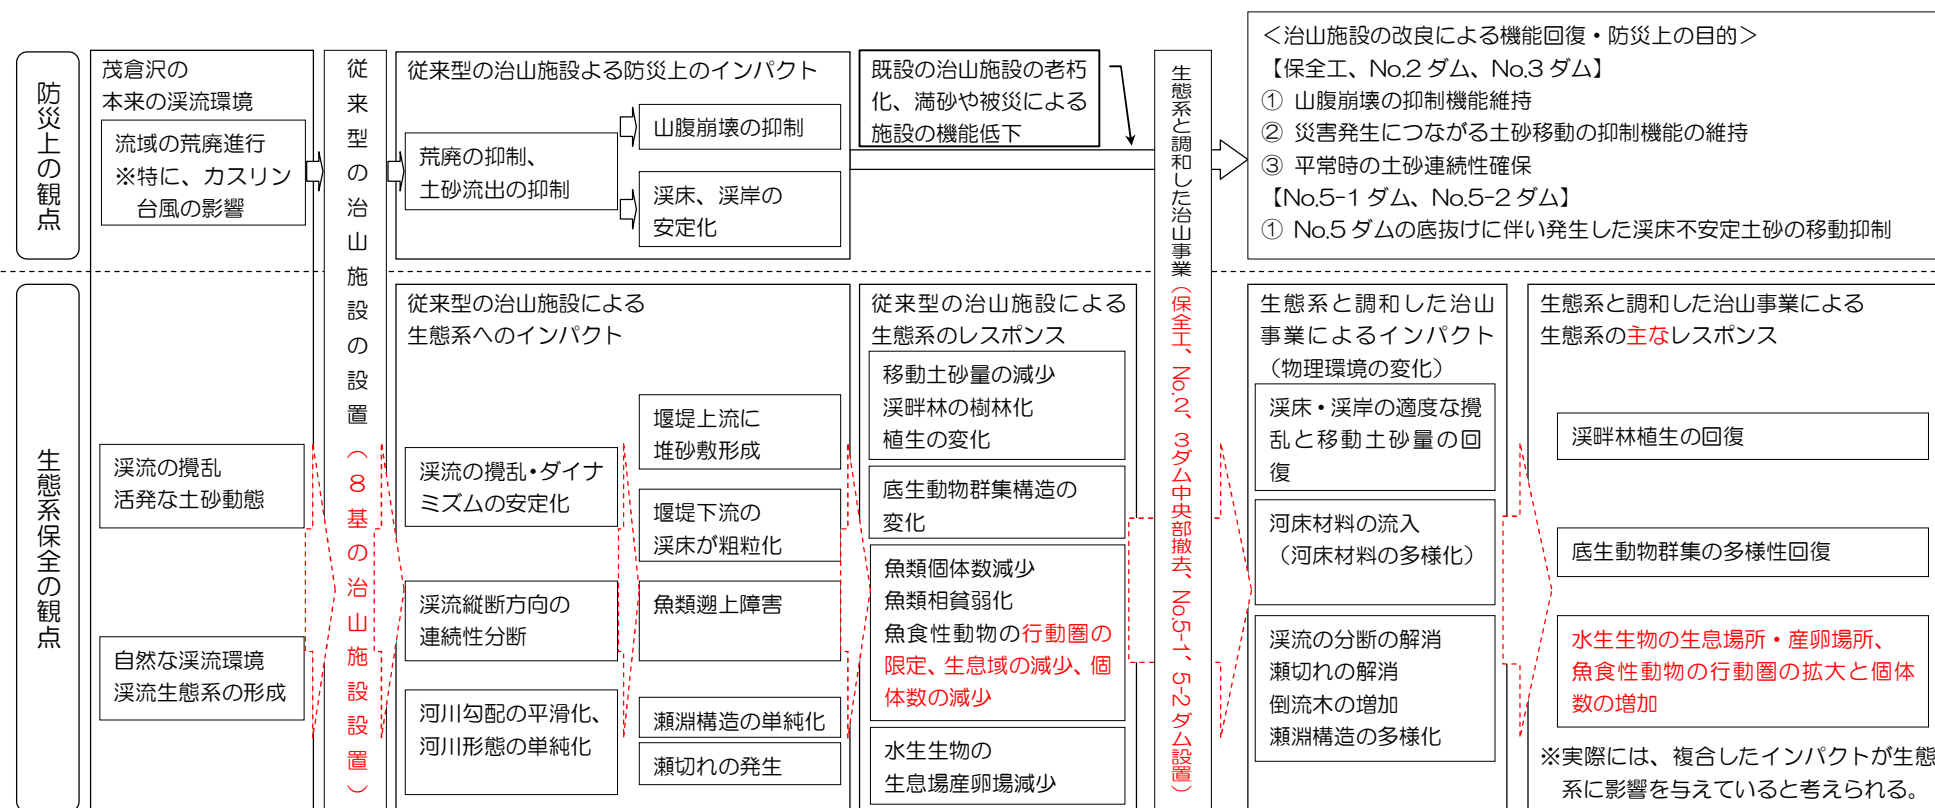 防災上の観点
茂倉沢の
本来の渓流環境
流域の荒廃進行
※特に、カスリン
台風の影響
従来型の治山施設の設置（８基の治山施設設置）
従来型の治山施設よる防災上のインパクト
荒廃の抑制、
土砂流出の抑制
山腹崩壊の抑制
渓床、渓岸の
安定化
既設の治山施設の老朽
化、満砂や被災による
施設の機能低下
生態系と調和した治山事業（保全工、No.2、3ダム中央部撤去、No.5-1、5-2ダム設置）
＜治山施設の改良による機能回復・防災上の目的＞
【保全工、No.2 ダム、No.3 ダム】
① 山腹崩壊の抑制機能維持
② 災害発生につながる土砂移動の抑制機能の維持
③ 平常時の土砂連続性確保
【No.5-1 ダム、No.5-2 ダム】
① No.5 ダムの底抜けに伴い発生した渓床不安定土砂の移動抑制
生態系保全の観点
渓流の攪乱
活発な土砂動態
自然な渓流環境
渓流生態系の形成
従来型の治山施設による
生態系へのインパクト
渓流の攪乱・ダイナ
ミズムの安定化
渓流縦断方向の
連続性分断
河川勾配の平滑化、
河川形態の単純化
堰堤上流に
堆砂敷形成
堰堤下流の
渓床が粗粒化
魚類遡上障害
瀬淵構造の単純化
瀬切れの発生
従来型の治山施設による
生態系のレスポンス
移動土砂量の減少
渓畔林の樹林化
植生の変化
底生動物群集構造の
変化
魚類個体数減少
魚類相貧弱化
魚食性動物の行動圏の
限定、生息域の減少、個
体数の減少
水生生物の
生息場産卵場減少
生態系と調和した治山
事業によるインパクト
（物理環境の変化）
渓床・渓岸の適度な攪
乱と移動土砂量の回
復
河床材料の流入
（河床材料の多様化）
渓流の分断の解消
瀬切れの解消
倒流木の増加
瀬淵構造の多様化
生態系と調和した治山事業による
生態系の主なレスポンス
渓畔林植生の回復
底生動物群集の多様性回復
水生生物の生息場所・産卵場所、
魚食性動物の行動圏の拡大と個体
数の増加
※実際には、複合したインパクトが生態
系に影響を与えていると考えられる。